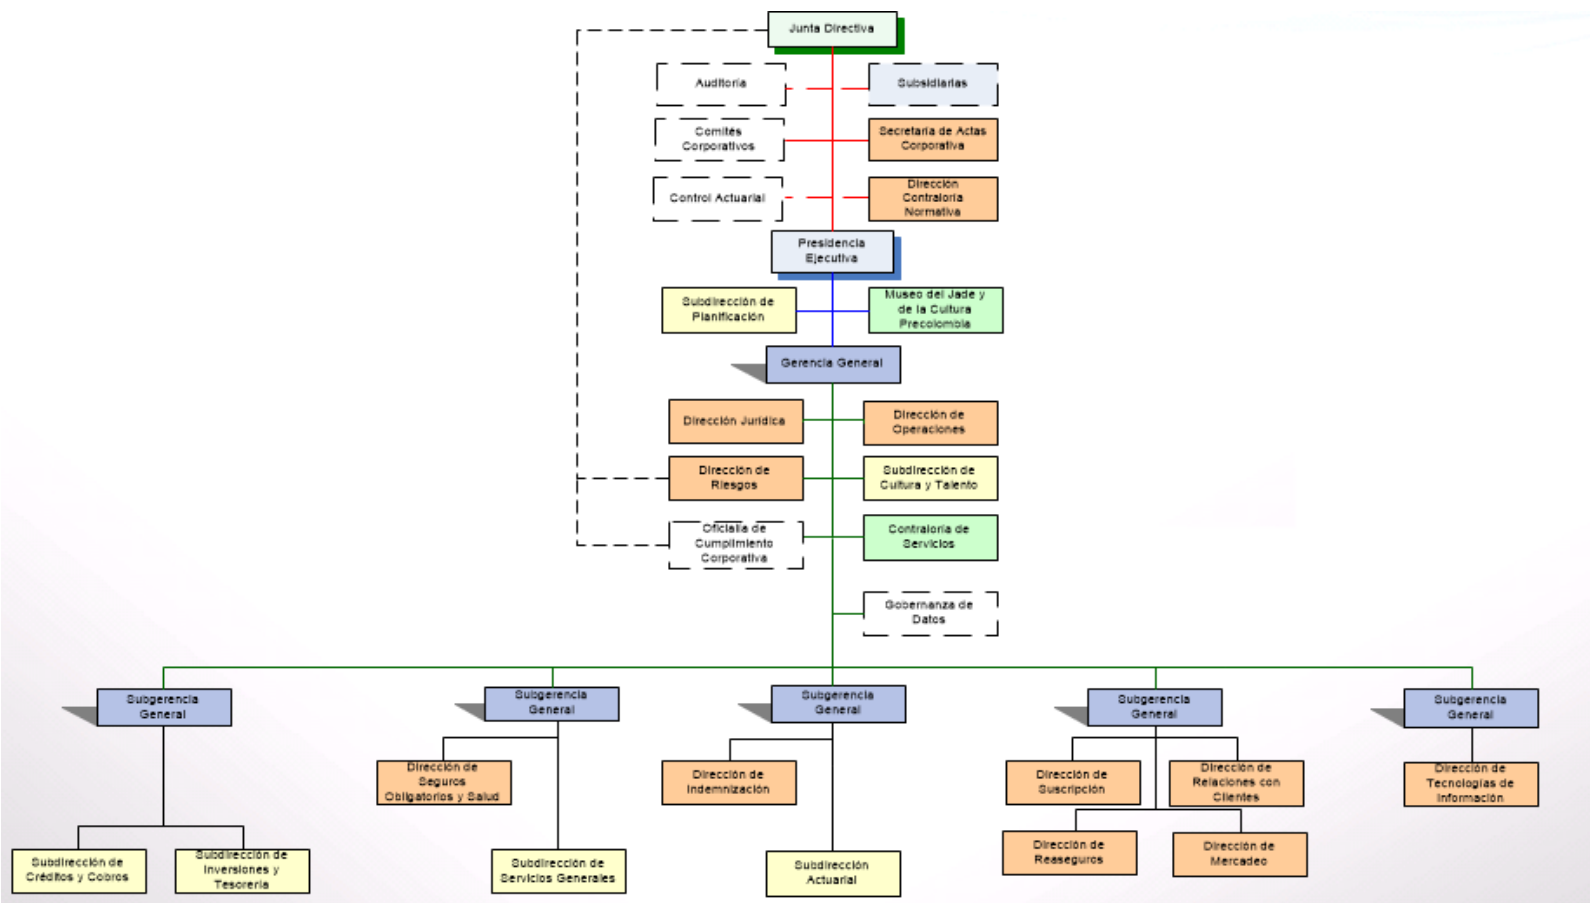 Junta Directiva
Auditoría
Subsidiarias
Comités
Corporativos
Secretaría de Actas
Corporativa
Control Actuarial
Dirección
Contraloría
Normativa
Presidencia
Ejecutiva
Subdirección de
Planificación
Museo del Jade y
de la Cultura
Precolombia
Gerencia General
Dirección Jurídica
Dirección de
Operaciones
Dirección de
Riesgos
Subdirección de
Cultura y Talento
Oficialía de
Cumplimiento
Corporativa
Contraloría de
Servicios
Gobernanza de
Datos
Subgerencia
General
Subgerencia
General
Subgerencia
General
Subgerencia
General
Subgerencia
General
Dirección de
Seguros
Obligatorios y Salud
Dirección de
Indemnización
Dirección de
Suscripción
Dirección de
Relaciones con
Clientes
Dirección de
Tecnologías de
Información
Subdirección de
Créditos y Cobros
Subdirección de
Inversiones y
Tesorería
Subdirección de
Servicios Generales
Subdirección
Actuarial
Dirección de
Reaseguros
Dirección de
Mercadeo